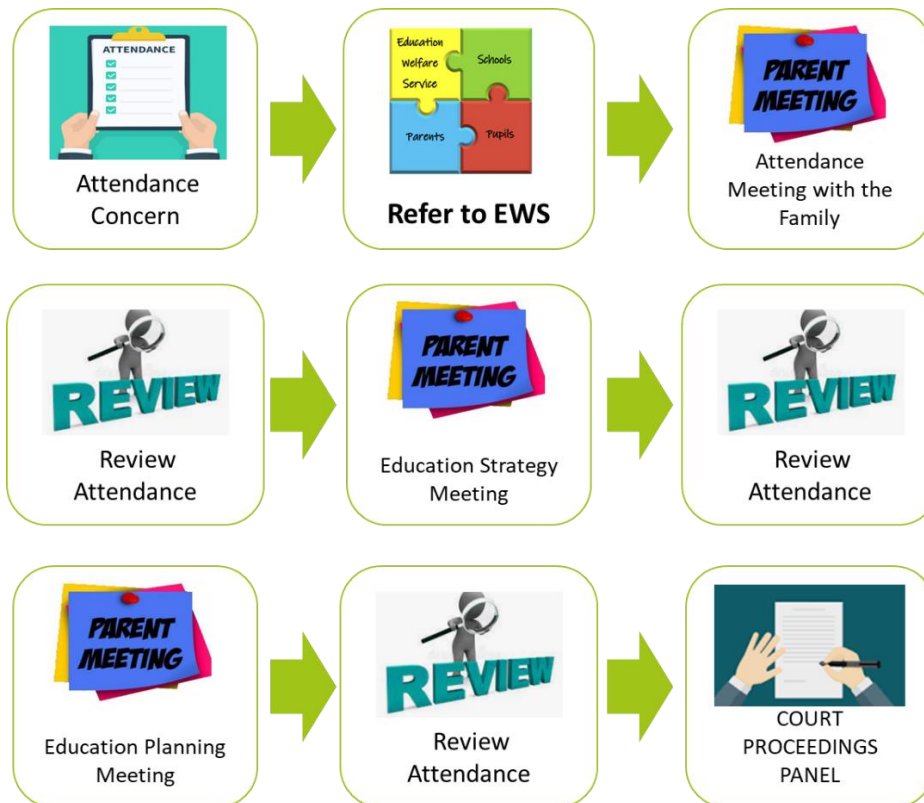 ATTENDANCE
Attendance
Concern
Education
Welfare
Service
Schools
Parents
Pupils
Refer to EWS
PARENT
MEETING
Attendance
Meeting with the
Family
REVIEW
Review
Attendance
PARENT
MEETING
Education Strategy
Meeting
REVIEW
Review
Attendance
PARENT
MEETING
Education Planning
Meeting
REVIEW
Review
Attendance
COURT
PROCEEDINGS
PANEL